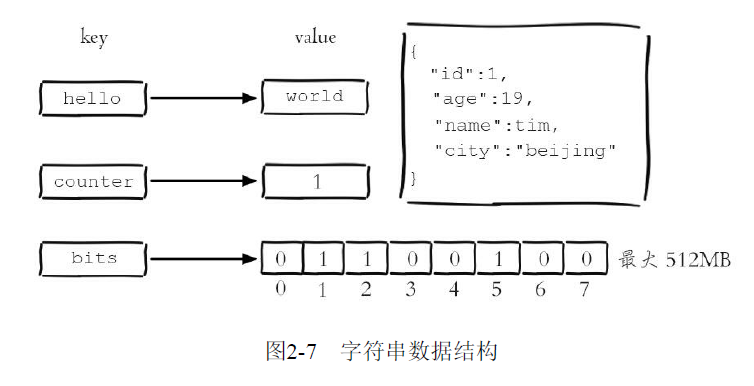 key value
hello world
{
"id":1,
"age":19,
"name":tim,
"city":"beijing"
}
counter 1
bits 0 1 1 0 0 1 0 0 最大 512MB
0 1 2 3 4 5 6 7
图2-7 字符串数据结构